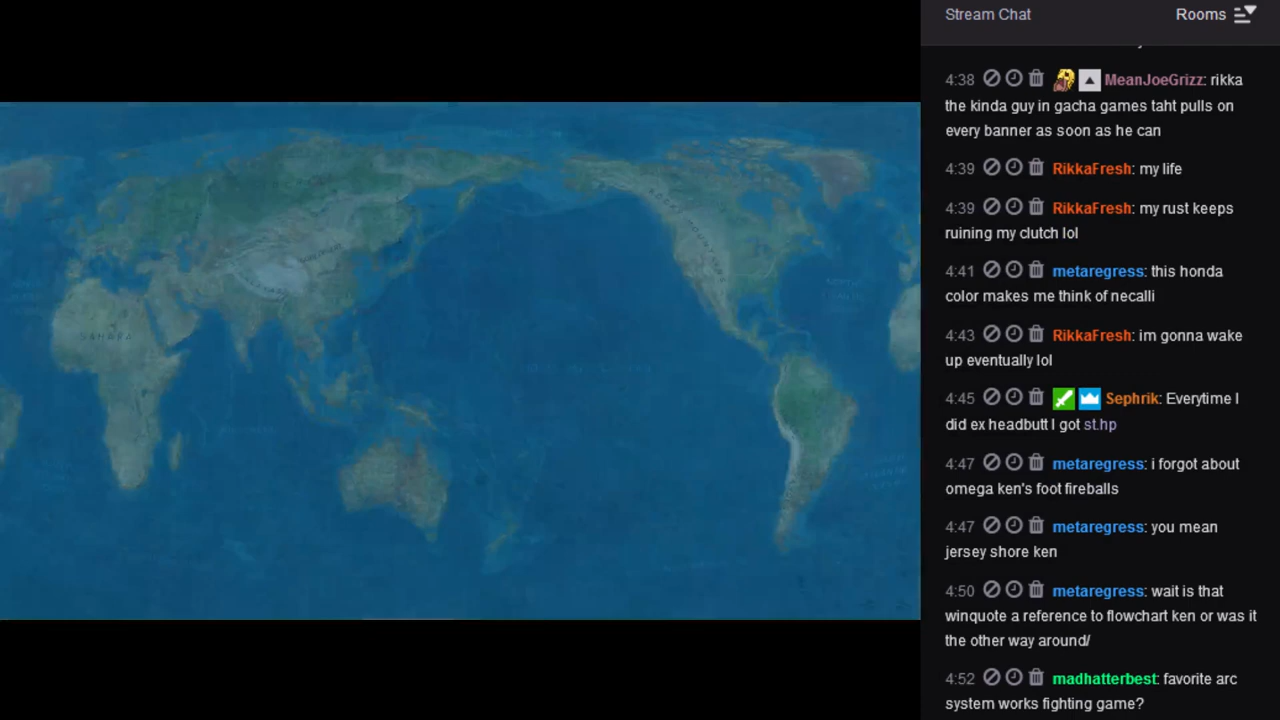 Stream Chat
Rooms
4:38 MeanJoeGrizz: rikka
the kinda guy in gacha games taht pulls on
every banner as soon as he can
4:39 RikkaFresh: my life
4:39 RikkaFresh: my rust keeps
ruining my clutch lol
4:41 metaregress: this honda
color makes me think of necalli
4:43 RikkaFresh: im gonna wake
up eventually lol
4:45 Sephrik: Everytime I
did ex headbutt I got st.hp
4:47 metaregress: i forgot about
omega ken's foot fireballs
4:47 metaregress: you mean
jersey shore ken
4:50 metaregress: wait is that
winquote a reference to flowchart ken or was it
the other way around/
4:52 madhatterbest: favorite arc
system works fighting game?
SAHARA